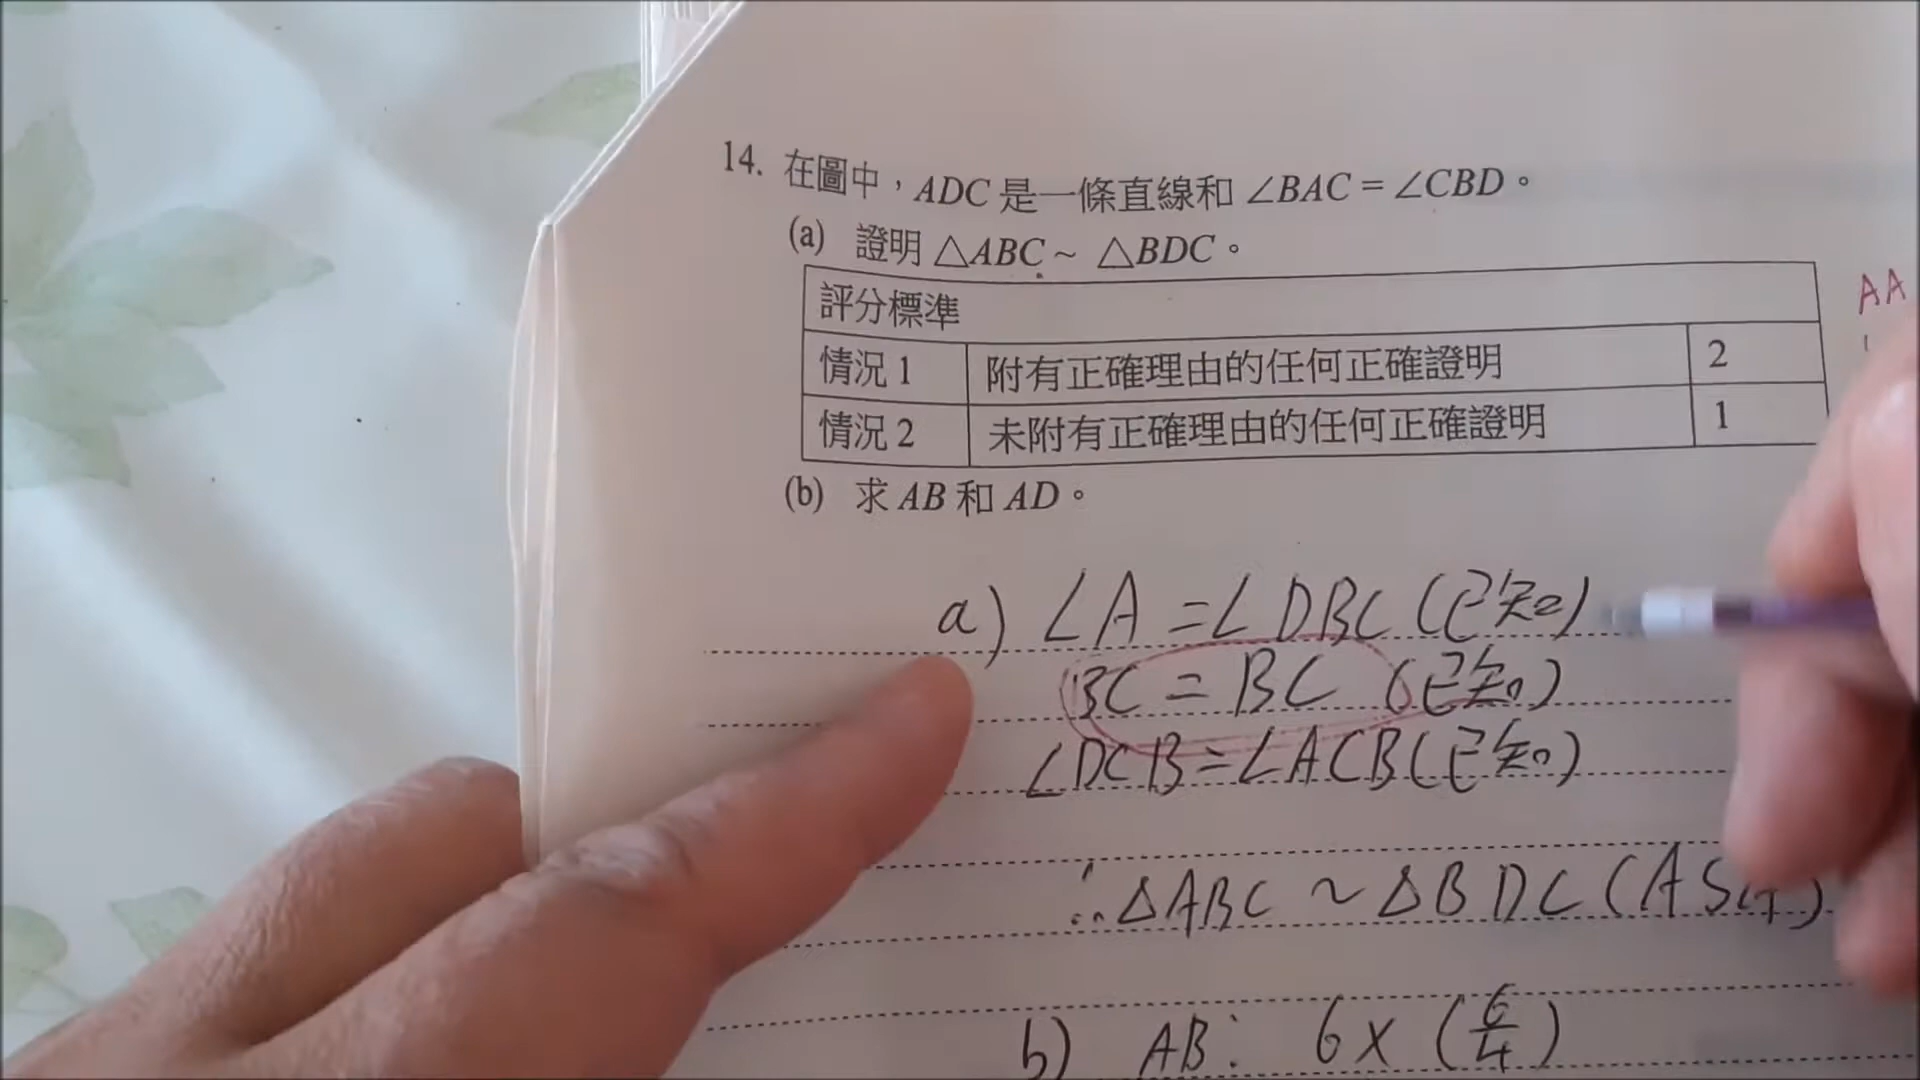 14. 在圖中，ADC 是一條直線和 ∠BAC = ∠CBD。
(a) 證明 △ABC ~ △BDC。
評分標準
情況 1 附有正確理由的任何正確證明 2
情況 2 未附有正確理由的任何正確證明 1
AA
(b) 求 AB 和 AD。
a) ∠A = ∠DBC (已知)
BC = BC (已知)
∠DCB = ∠ACB (已知)
∴ △ABC ~ △BDC (ASA)
b) AB: 6 × (6/4)